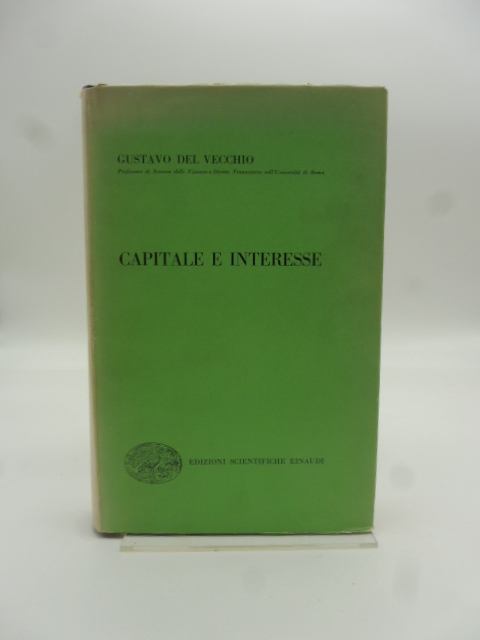 GUSTAVO DEL VECCHIO
Professore di Scienza delle Finanze e Diritto Finanziario nell'Università di Roma
CAPITALE E INTERESSE
EDIZIONI SCIENTIFICHE EINAUDI